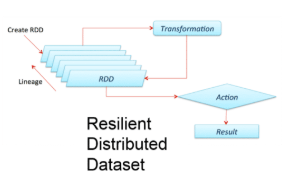 Create RDD
Transformation
Lineage
RDD
Action
Result
Resilient
Distributed
Dataset